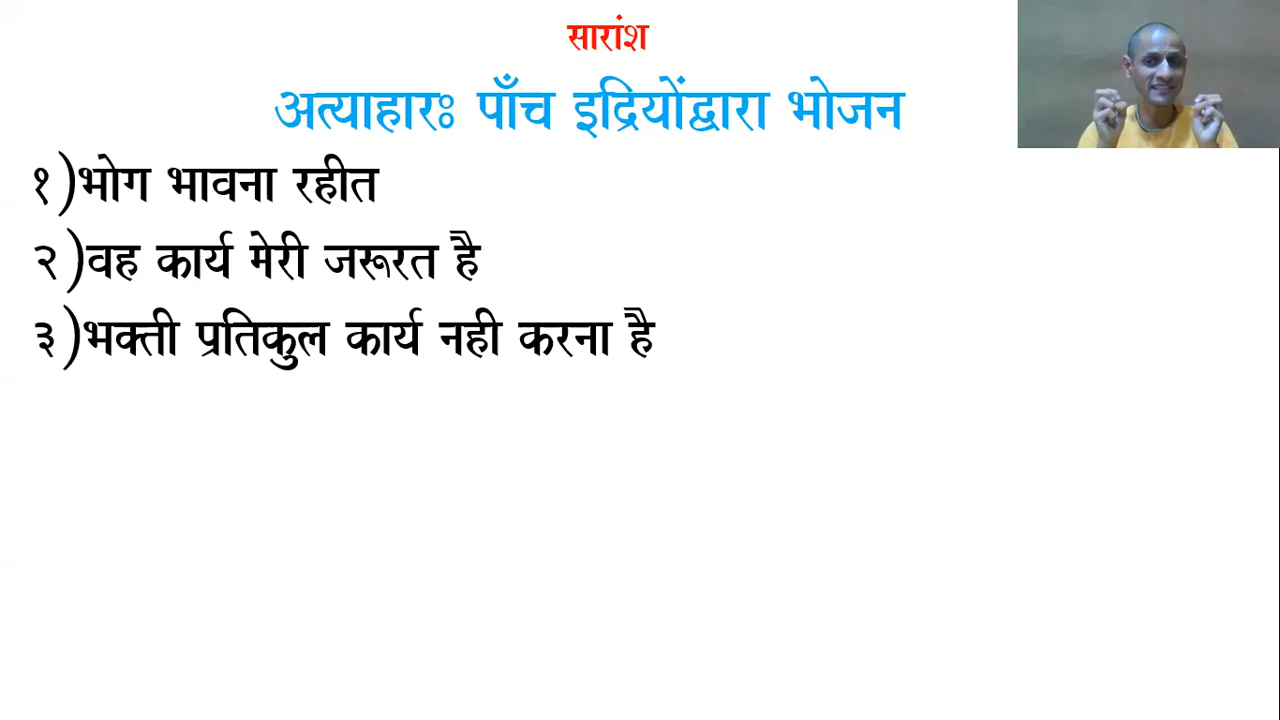 सारांश
अत्याहारः पाँच इद्रियोंद्वारा भोजन
१)भोग भावना रहीत
२)वह कार्य मेरी जरूरत है
३)भक्ती प्रतिकुल कार्य नही करना है